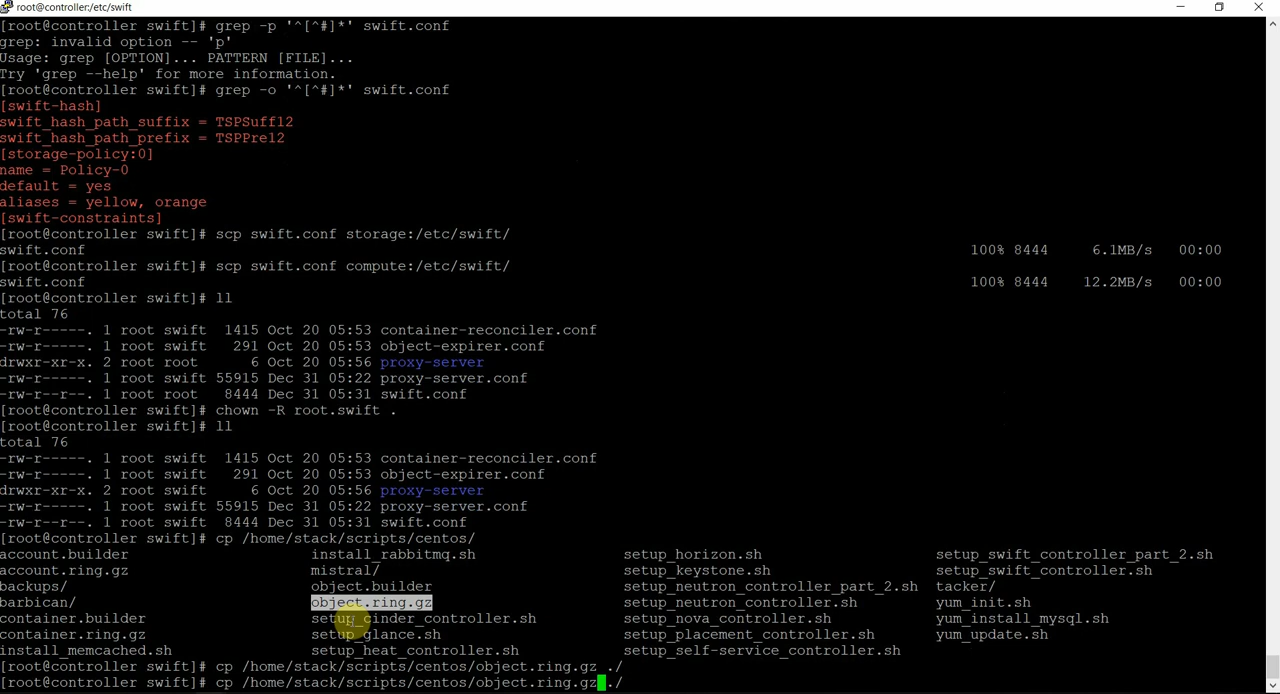 root@controller:/etc/swift
[root@controller swift]# grep -p '^[^#]*' swift.conf
grep: invalid option -- 'p'
Usage: grep [OPTION]... PATTERN [FILE]...
Try 'grep --help' for more information.
[root@controller swift]# grep -o '^[^#]*' swift.conf
[swift-hash]
swift_hash_path_suffix = TSPSuff12
swift_hash_path_prefix = TSPPre12
[storage-policy:0]
name = Policy-0
default = yes
aliases = yellow, orange
[swift-constraints]
[root@controller swift]# scp swift.conf storage:/etc/swift/
swift.conf 100% 8444 6.1MB/s 00:00
[root@controller swift]# scp swift.conf compute:/etc/swift/
swift.conf 100% 8444 12.2MB/s 00:00
[root@controller swift]# ll
total 76
-rw-r-----. 1 root swift 1415 Oct 20 05:53 container-reconciler.conf
-rw-r-----. 1 root swift 291 Oct 20 05:53 object-expirer.conf
drwxr-xr-x. 2 root root 6 Oct 20 05:56 proxy-server
-rw-r-----. 1 root swift 55915 Dec 31 05:22 proxy-server.conf
-rw-r--r--. 1 root root 8444 Dec 31 05:31 swift.conf
[root@controller swift]# chown -R root.swift .
[root@controller swift]# ll
total 76
-rw-r-----. 1 root swift 1415 Oct 20 05:53 container-reconciler.conf
-rw-r-----. 1 root swift 291 Oct 20 05:53 object-expirer.conf
drwxr-xr-x. 2 root swift 6 Oct 20 05:56 proxy-server
-rw-r-----. 1 root swift 55915 Dec 31 05:22 proxy-server.conf
-rw-r--r--. 1 root swift 8444 Dec 31 05:31 swift.conf
[root@controller swift]# cp /home/stack/scripts/centos/
account.builder install_rabbitmq.sh setup_horizon.sh setup_swift_controller_part_2.sh
account.ring.gz mistral/ setup_keystone.sh setup_swift_controller.sh
backups/ object.builder setup_neutron_controller_part_2.sh tacker/
barbican/ object.ring.gz setup_neutron_controller.sh yum_init.sh
container.builder setup_cinder_controller.sh setup_nova_controller.sh yum_install_mysql.sh
container.ring.gz setup_glance.sh setup_placement_controller.sh yum_update.sh
install_memcached.sh setup_heat_controller.sh setup_self-service_controller.sh
[root@controller swift]# cp /home/stack/scripts/centos/object.ring.gz ./
[root@controller swift]# cp /home/stack/scripts/centos/object.ring.gz ./